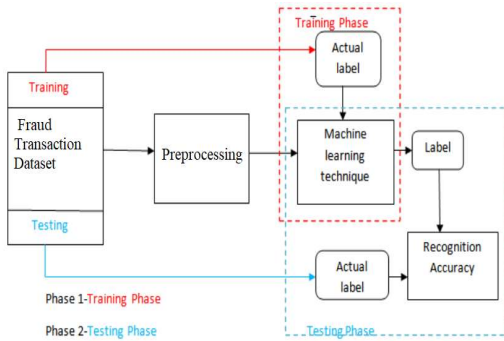 Training Phase
Actual
label
Training
Fraud
Transaction
Dataset
Preprocessing
Machine
learning
technique
Label
Testing
Recognition
Accuracy
Actual
label
Phase 1-Training Phase
Phase 2-Testing Phase
Testing Phase